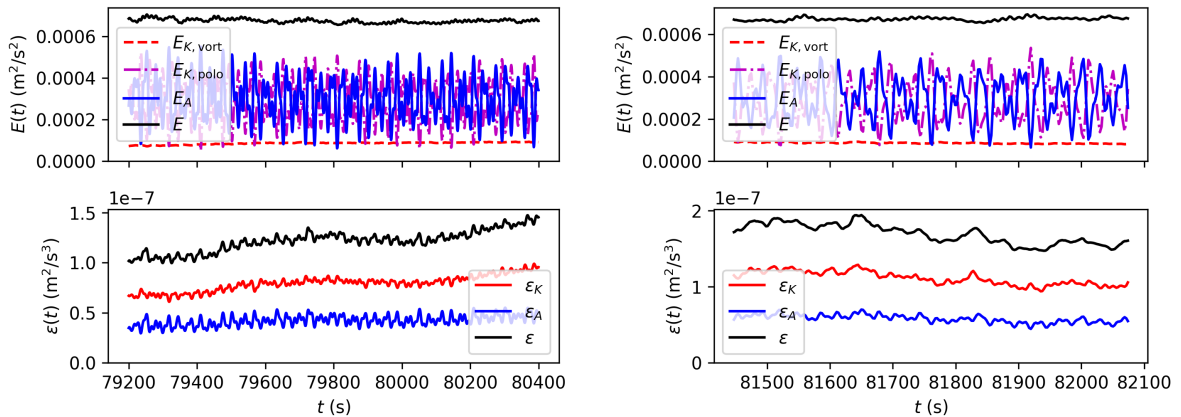 E(t) (m²/s²)
0.0006
0.0004
0.0002
0.0000
E_K, vort
E_K, polo
E_A
E
E(t) (m²/s²)
0.0006
0.0004
0.0002
0.0000
E_K, vort
E_K, polo
E_A
E
1e−7
ε(t) (m²/s³)
1.5
1.0
0.5
0.0
ε_K
ε_A
ε
79200 79400 79600 79800 80000 80200 80400
t (s)
1e−7
ε(t) (m²/s³)
2
1
0
ε_K
ε_A
ε
81500 81600 81700 81800 81900 82000 82100
t (s)